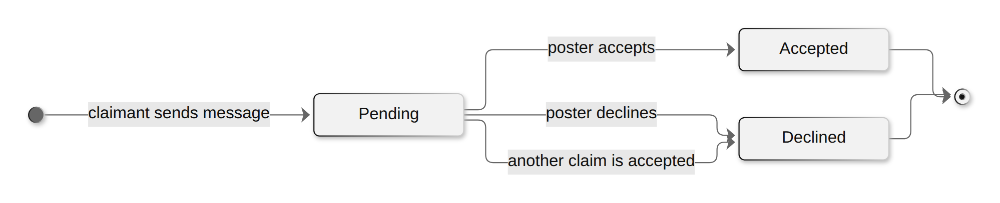 claimant sends message
Pending
poster accepts
poster declines
another claim is accepted
Accepted
Declined